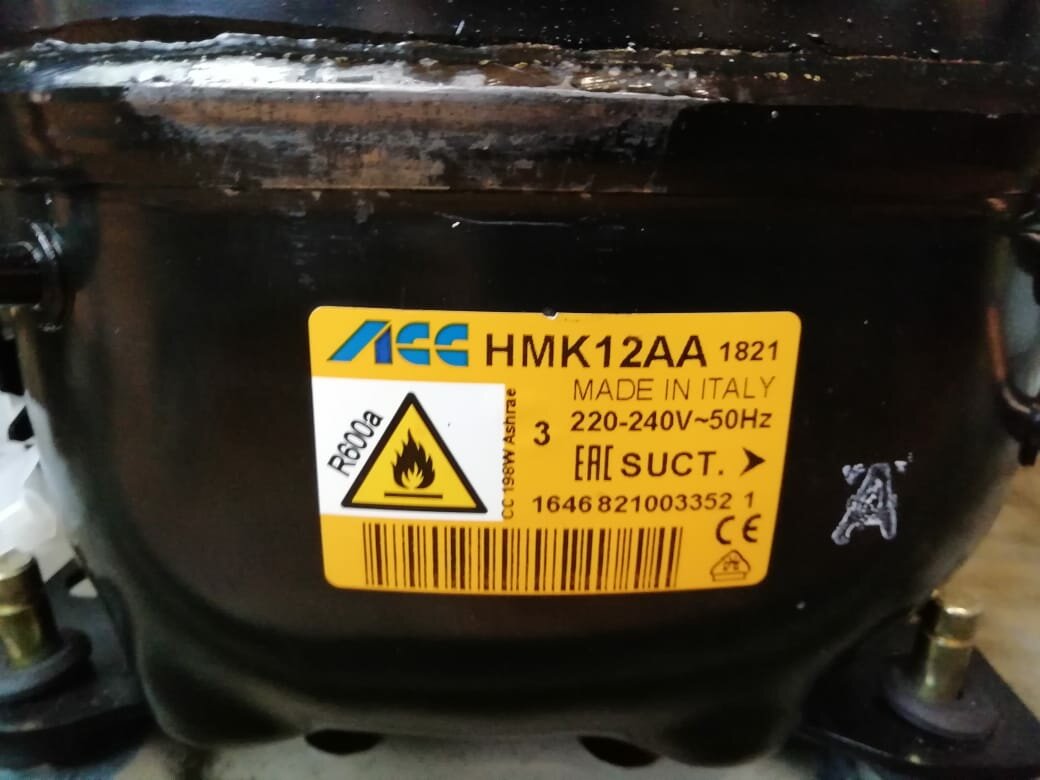 ACC HMK12AA 1821
MADE IN ITALY
R600a
CC 198W Ashrae
3 220-240V~50Hz
EAC SUCT. ➤
1646 821003352 1
CE
"A"